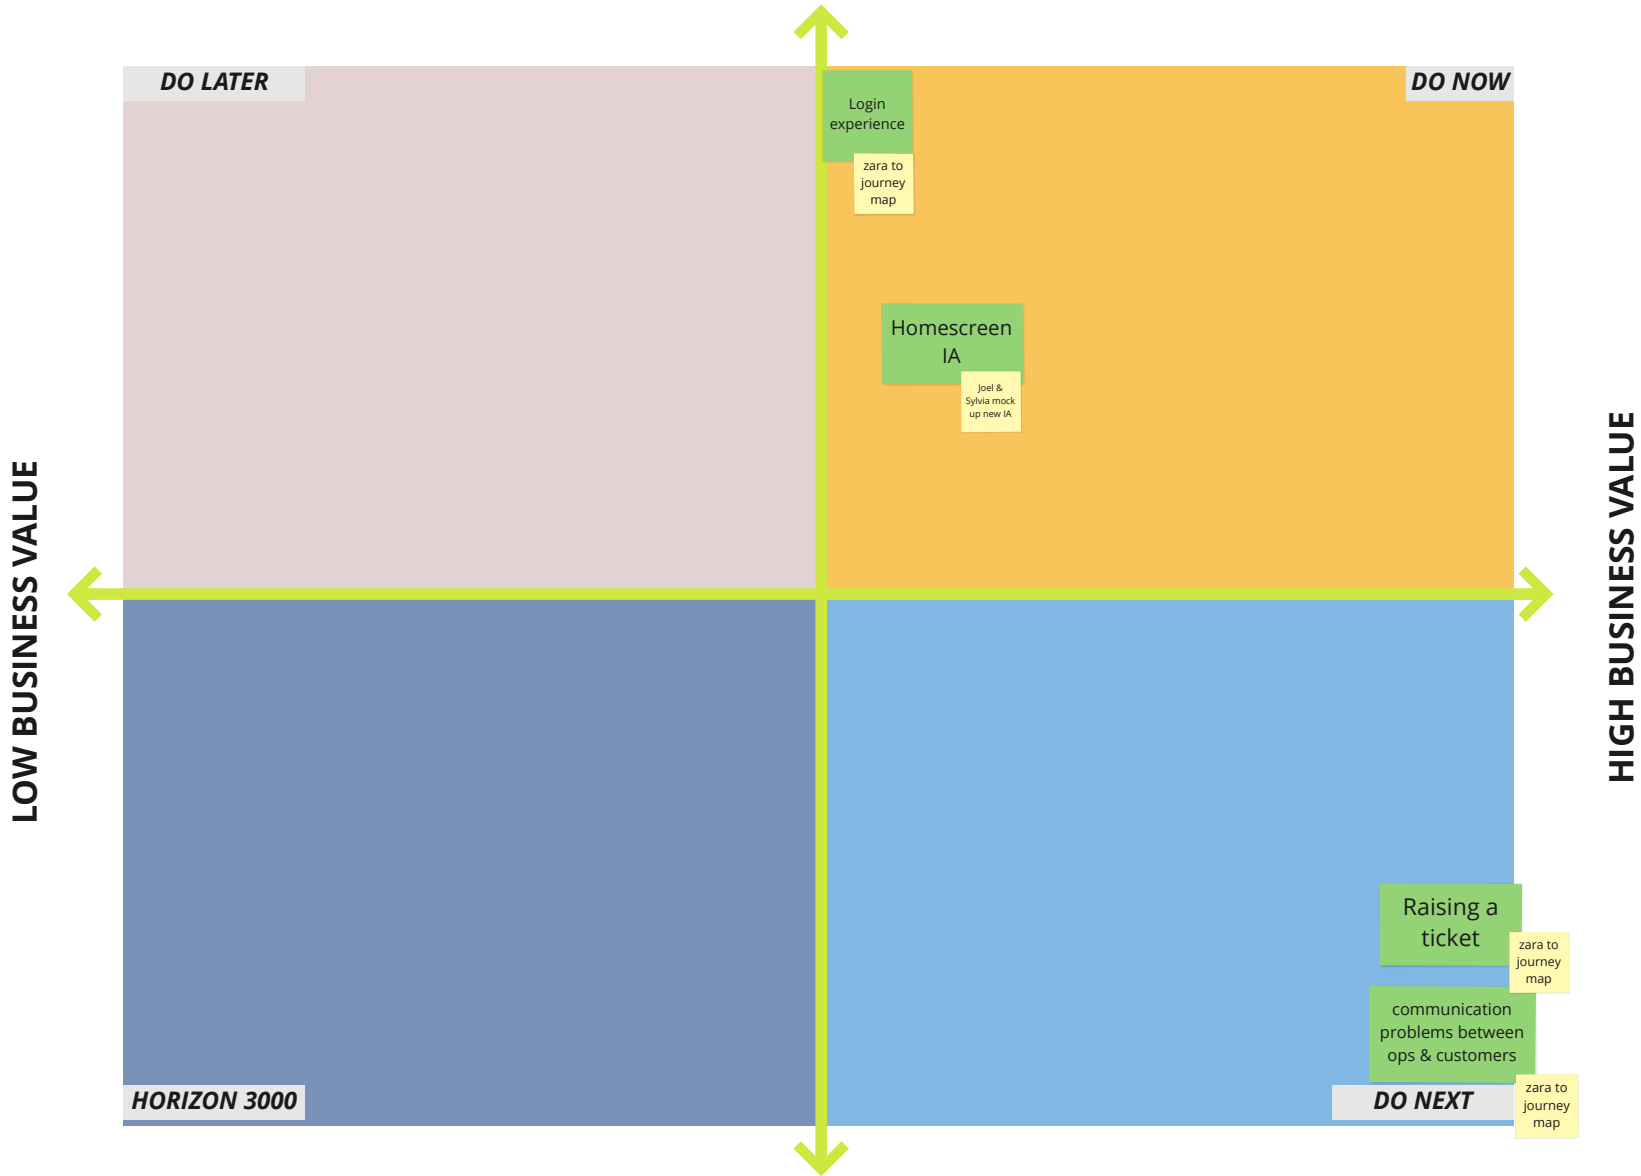 DO LATER
DO NOW
Login
experience
zara to
journey
map
Homescreen
IA
Joel &
Sylvia mock
up new IA
LOW BUSINESS VALUE
HIGH BUSINESS VALUE
Raising a
ticket
zara to
journey
map
communication
problems between
ops & customers
zara to
journey
map
HORIZON 3000
DO NEXT